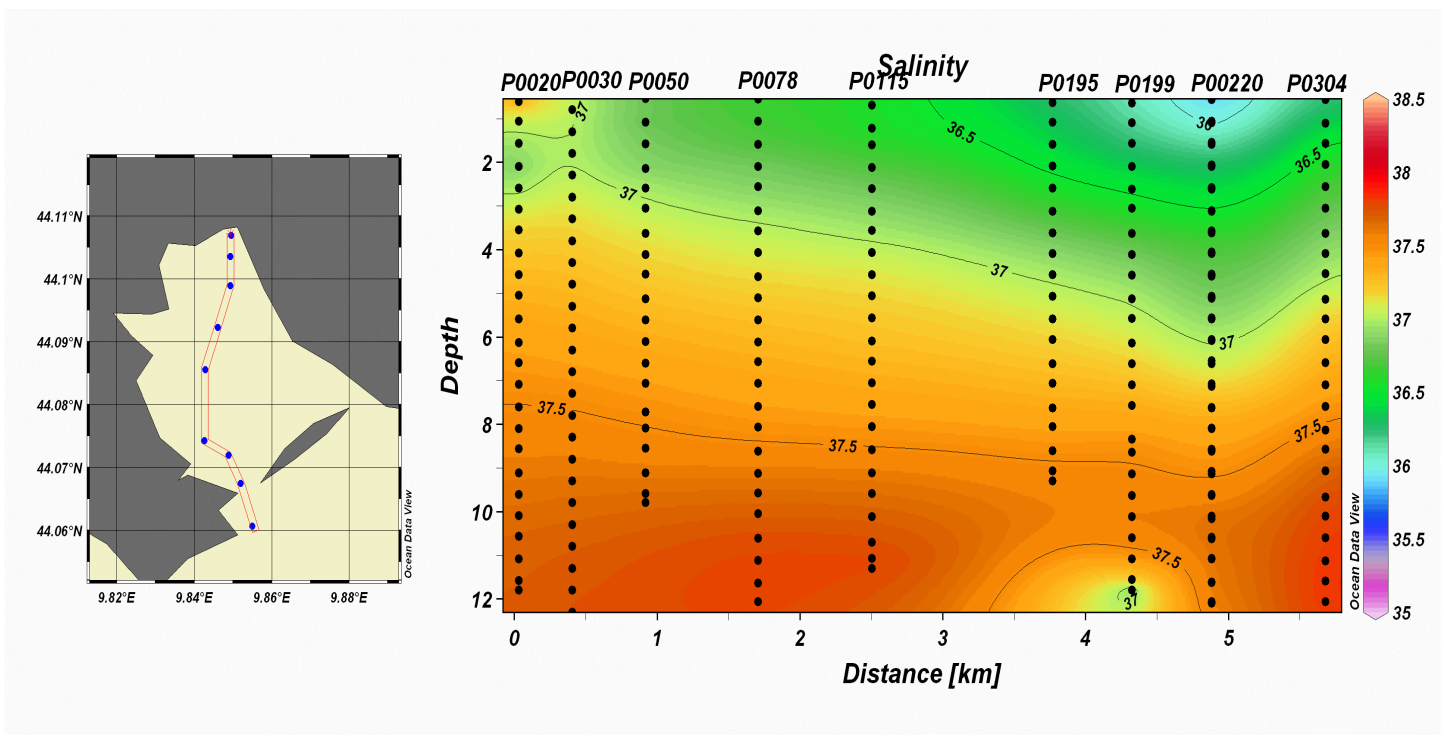 Salinity
P0020 P0030 P0050 P0078 P0115 P0195 P0199 P00220 P0304
44.11°N
44.1°N
44.09°N
44.08°N
44.07°N
44.06°N
9.82°E 9.84°E 9.86°E 9.88°E
Ocean Data View
Depth
2
4
6
8
10
12
37
36.5
36
36.5
37
37
37
37.5
37.5
37.5
37.5
37
0 1 2 3 4 5
Distance [km]
Ocean Data View
38.5
38
37.5
37
36.5
36
35.5
35